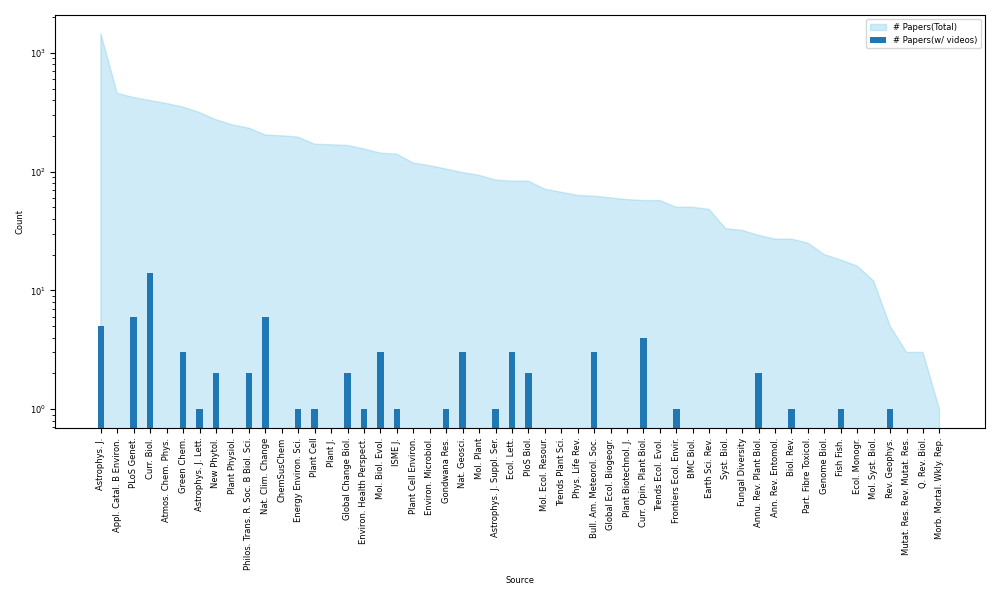 # Papers(Total)
# Papers(w/ videos)
Count
10³
10²
10¹
10⁰
Astrophys. J.
Appl. Catal. B Environ.
PLoS Genet.
Curr. Biol.
Atmos. Chem. Phys.
Green Chem.
Astrophys. J. Lett.
New Phytol.
Plant Physiol.
Philos. Trans. R. Soc. B Biol. Sci.
Nat. Clim. Change
ChemSusChem
Energy Environ. Sci.
Plant Cell
Plant J.
Global Change Biol.
Environ. Health Perspect.
Mol. Biol. Evol.
ISME J.
Plant Cell Environ.
Environ. Microbiol.
Gondwana Res.
Nat. Geosci.
Mol. Plant
Astrophys. J. Suppl. Ser.
Ecol. Lett.
PloS Biol.
Mol. Ecol. Resour.
Trends Plant Sci.
Phys. Life Rev.
Bull. Am. Meteorol. Soc.
Global Ecol. Biogeogr.
Plant Biotechnol. J.
Curr. Opin. Plant Biol.
Trends Ecol. Evol.
Frontiers Ecol. Envir.
BMC Biol.
Earth Sci. Rev.
Syst. Biol.
Fungal Diversity
Annu. Rev. Plant Biol.
Ann. Rev. Entomol.
Biol. Rev.
Part. Fibre Toxicol.
Genome Biol.
Fish Fish.
Ecol. Monogr.
Mol. Syst. Biol.
Rev. Geophys.
Mutat. Res. Rev. Mutat. Res.
Q. Rev. Biol.
Morb. Mortal. Wkly. Rep.
Source